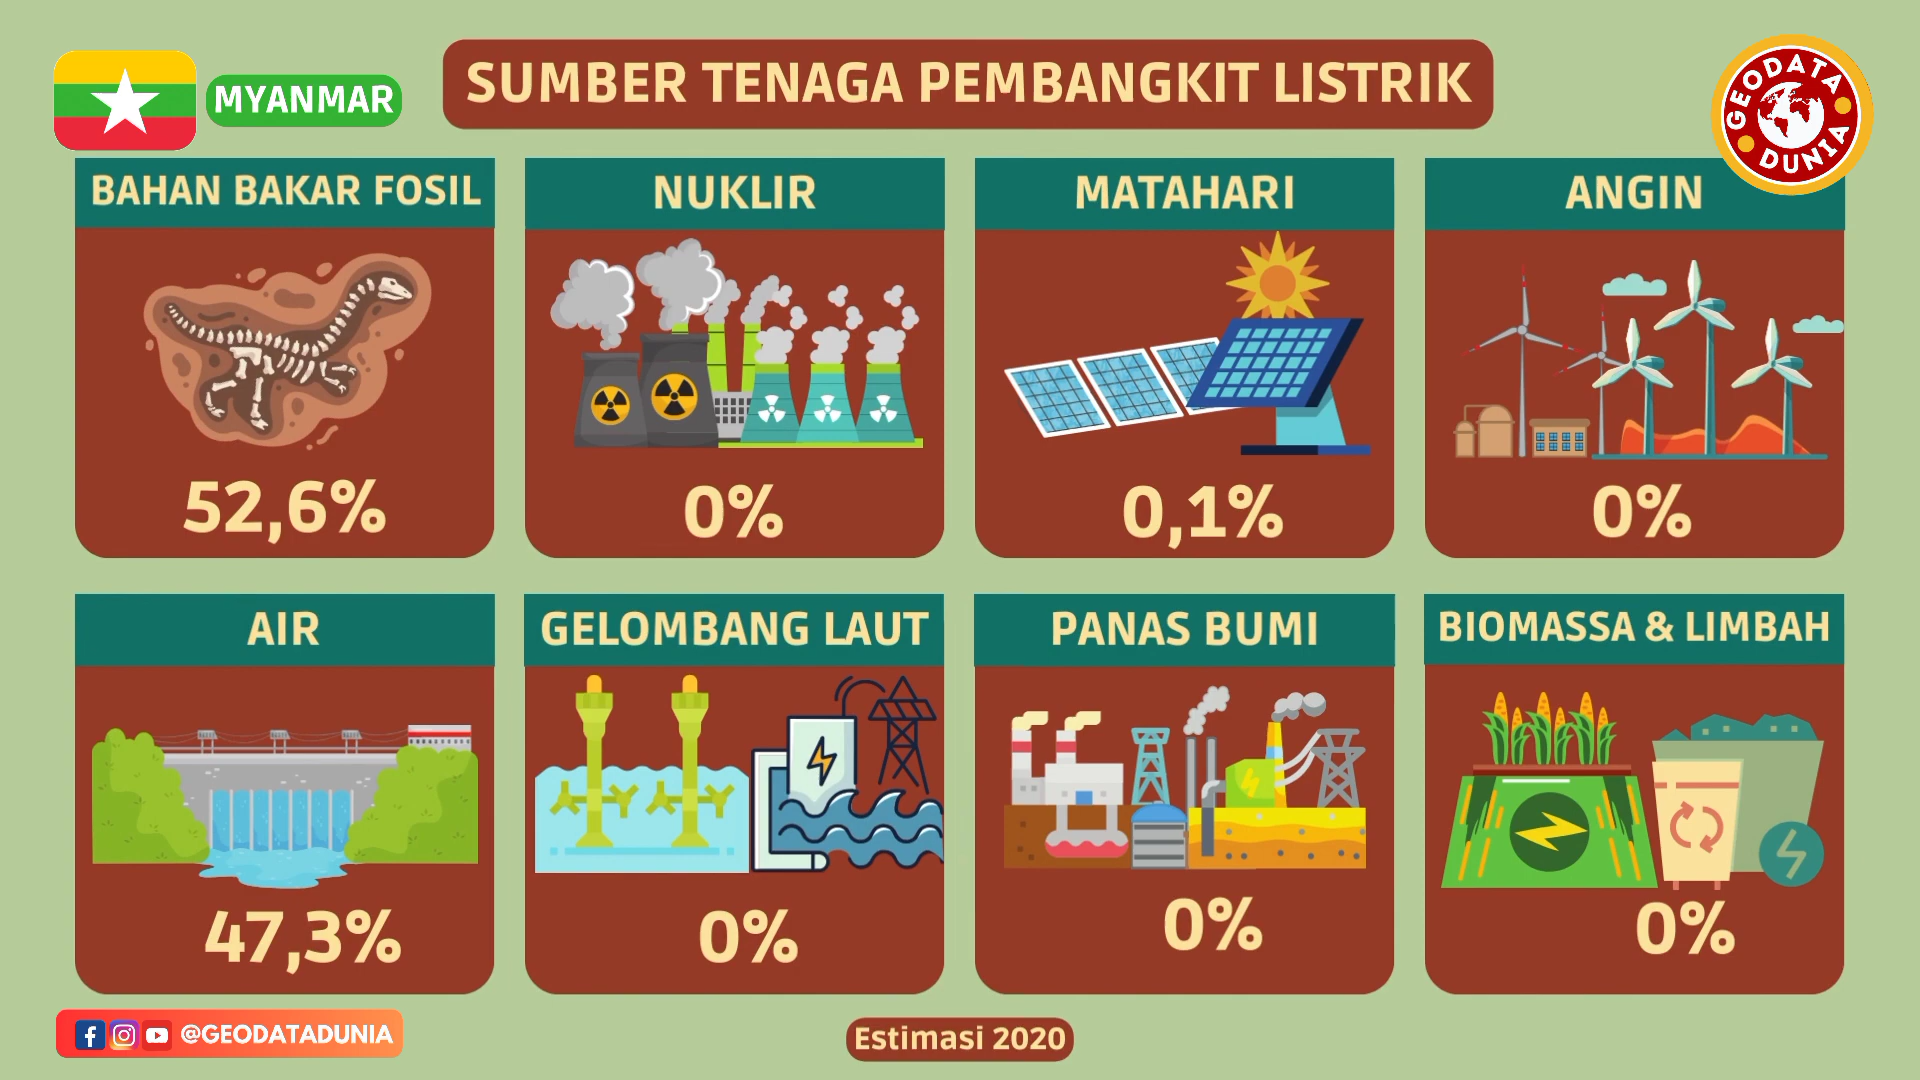 MYANMAR
SUMBER TENAGA PEMBANGKIT LISTRIK
GEODATA
DUNIA
BAHAN BAKAR FOSIL
52,6%
NUKLIR
0%
MATAHARI
0,1%
ANGIN
0%
AIR
47,3%
GELOMBANG LAUT
0%
PANAS BUMI
0%
BIOMASSA & LIMBAH
0%
@GEODATADUNIA
Estimasi 2020